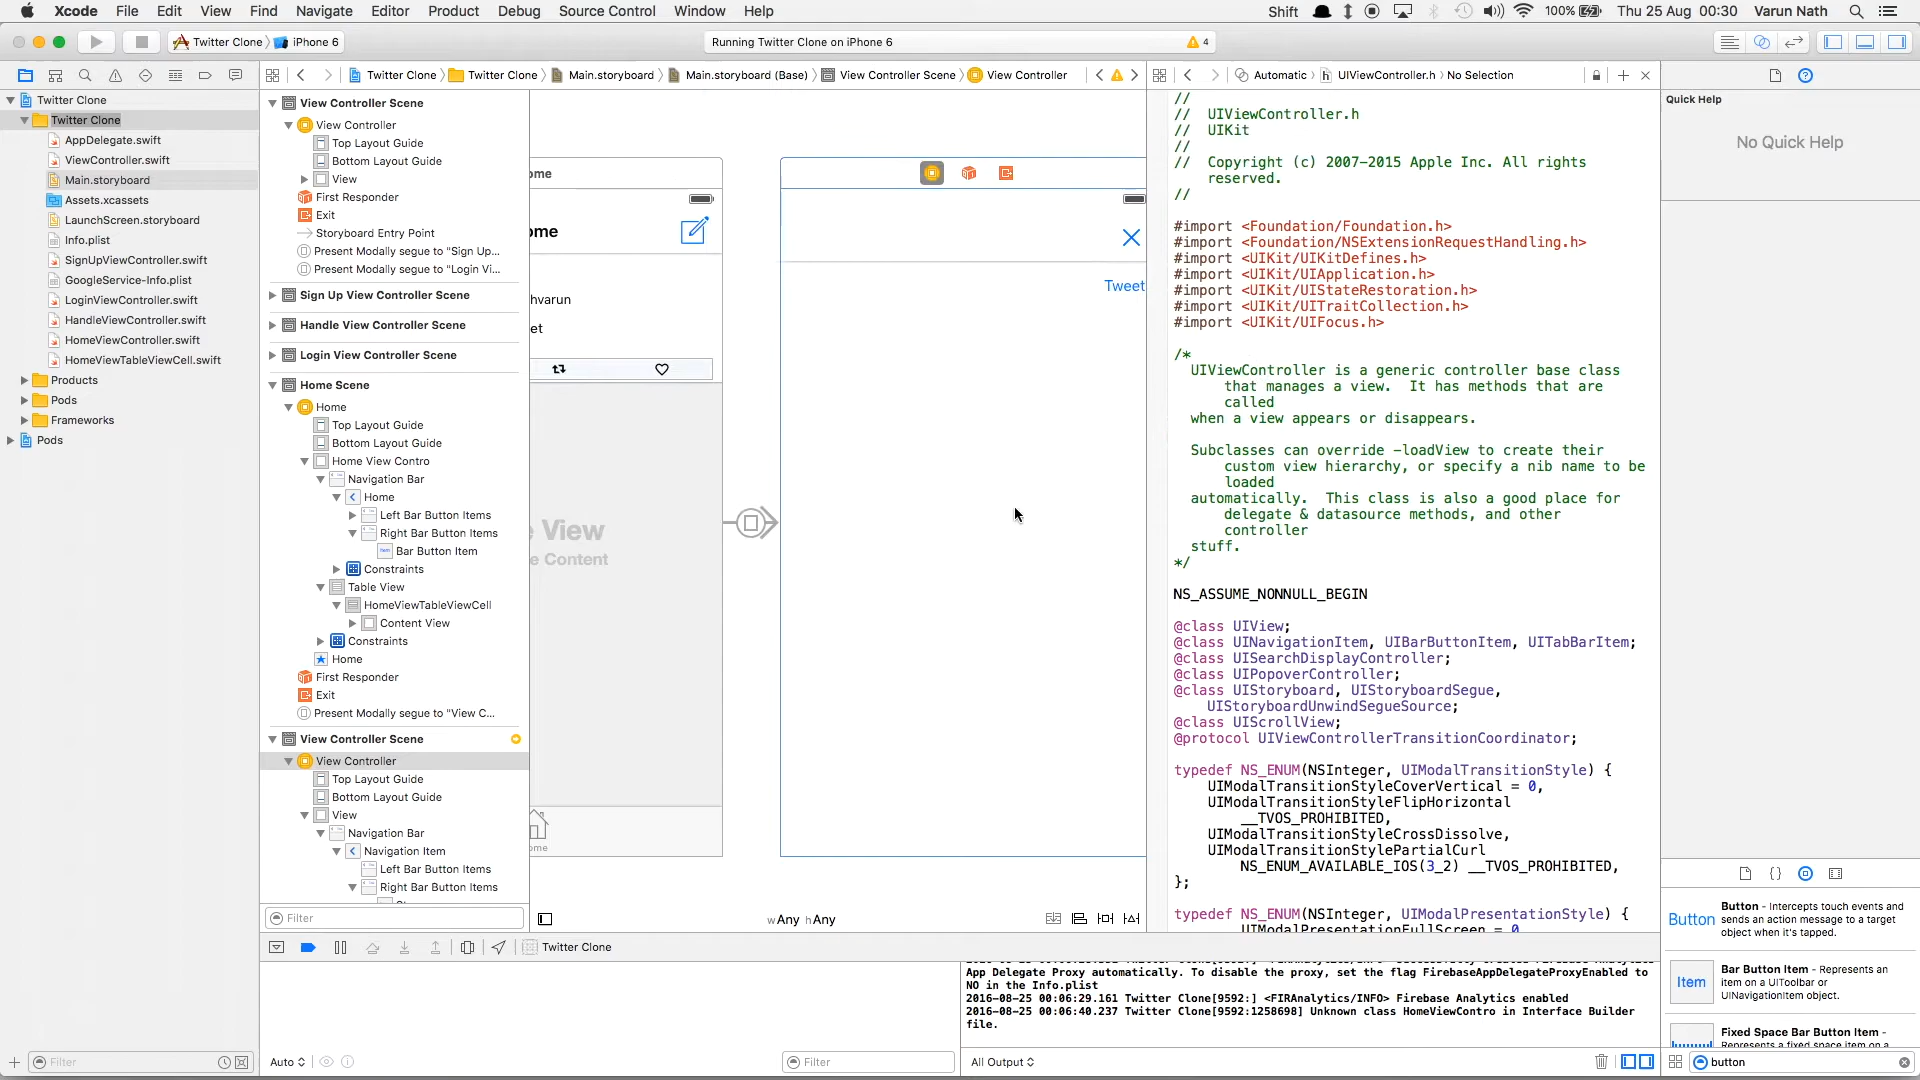 Xcode File Edit View Find Navigate Editor Product Debug Source Control Window Help
Shift 100% Thu 25 Aug 00:30 Varun Nath
Twitter Clone iPhone 6
Running Twitter Clone on iPhone 6
4
Twitter Clone Twitter Clone Main.storyboard Main.storyboard (Base) View Controller Scene View Controller
Automatic UIViewController.h No Selection
Twitter Clone
Twitter Clone
AppDelegate.swift
ViewController.swift
Main.storyboard
Assets.xcassets
LaunchScreen.storyboard
Info.plist
SignUpViewController.swift
GoogleService-Info.plist
LoginViewController.swift
HandleViewController.swift
HomeViewController.swift
HomeViewTableViewCell.swift
Products
Pods
Frameworks
Pods
Filter
View Controller Scene
View Controller
Top Layout Guide
Bottom Layout Guide
View
First Responder
Exit
Storyboard Entry Point
Present Modally segue to "Sign Up...
Present Modally segue to "Login Vi...
Sign Up View Controller Scene
Handle View Controller Scene
Login View Controller Scene
Home Scene
Home
Top Layout Guide
Bottom Layout Guide
Home View Contro
Navigation Bar
Home
Left Bar Button Items
Right Bar Button Items
Bar Button Item
Constraints
Table View
HomeViewTableViewCell
Content View
Constraints
Home
First Responder
Exit
Present Modally segue to "View C...
View Controller Scene
View Controller
Top Layout Guide
Bottom Layout Guide
View
Navigation Bar
Navigation Item
Left Bar Button Items
Right Bar Button Items
Filter
ome
ome
hvarun
et
e View
e Content
ome
Tweet
wAny hAny
//
// UIViewController.h
// UIKit
//
// Copyright (c) 2007-2015 Apple Inc. All rights
reserved.
//
#import <Foundation/Foundation.h>
#import <Foundation/NSExtensionRequestHandling.h>
#import <UIKit/UIKitDefines.h>
#import <UIKit/UIApplication.h>
#import <UIKit/UIStateRestoration.h>
#import <UIKit/UITraitCollection.h>
#import <UIKit/UIFocus.h>
/*
UIViewController is a generic controller base class
that manages a view. It has methods that are
called
when a view appears or disappears.
Subclasses can override -loadView to create their
custom view hierarchy, or specify a nib name to be
loaded
automatically. This class is also a good place for
delegate & datasource methods, and other
controller
stuff.
*/
NS_ASSUME_NONNULL_BEGIN
@class UIView;
@class UINavigationItem, UIBarButtonItem, UITabBarItem;
@class UISearchDisplayController;
@class UIPopoverController;
@class UIStoryboard, UIStoryboardSegue,
UIStoryboardUnwindSegueSource;
@class UIScrollView;
@protocol UIViewControllerTransitionCoordinator;
typedef NS_ENUM(NSInteger, UIModalTransitionStyle) {
UIModalTransitionStyleCoverVertical = 0,
UIModalTransitionStyleFlipHorizontal
__TVOS_PROHIBITED,
UIModalTransitionStyleCrossDissolve,
UIModalTransitionStylePartialCurl
NS_ENUM_AVAILABLE_IOS(3_2) __TVOS_PROHIBITED,
};
typedef NS_ENUM(NSInteger, UIModalPresentationStyle) {
UIModalPresentationFullScreen = 0
Quick Help
No Quick Help
Button
Button - Intercepts touch events and
sends an action message to a target
object when it's tapped.
Item
Bar Button Item - Represents an
item on a UIToolbar or
UINavigationItem object.
Fixed Space Bar Button Item -
Represents a fixed space item on a
button
Twitter Clone
App Delegate Proxy automatically. To disable the proxy, set the flag FirebaseAppDelegateProxyEnabled to
NO in the Info.plist
2016-08-25 00:06:29.161 Twitter Clone[9592:] <FIRAnalytics/INFO> Firebase Analytics enabled
2016-08-25 00:06:40.237 Twitter Clone[9592:1258698] Unknown class HomeViewContro in Interface Builder
file.
Auto
Filter
All Output